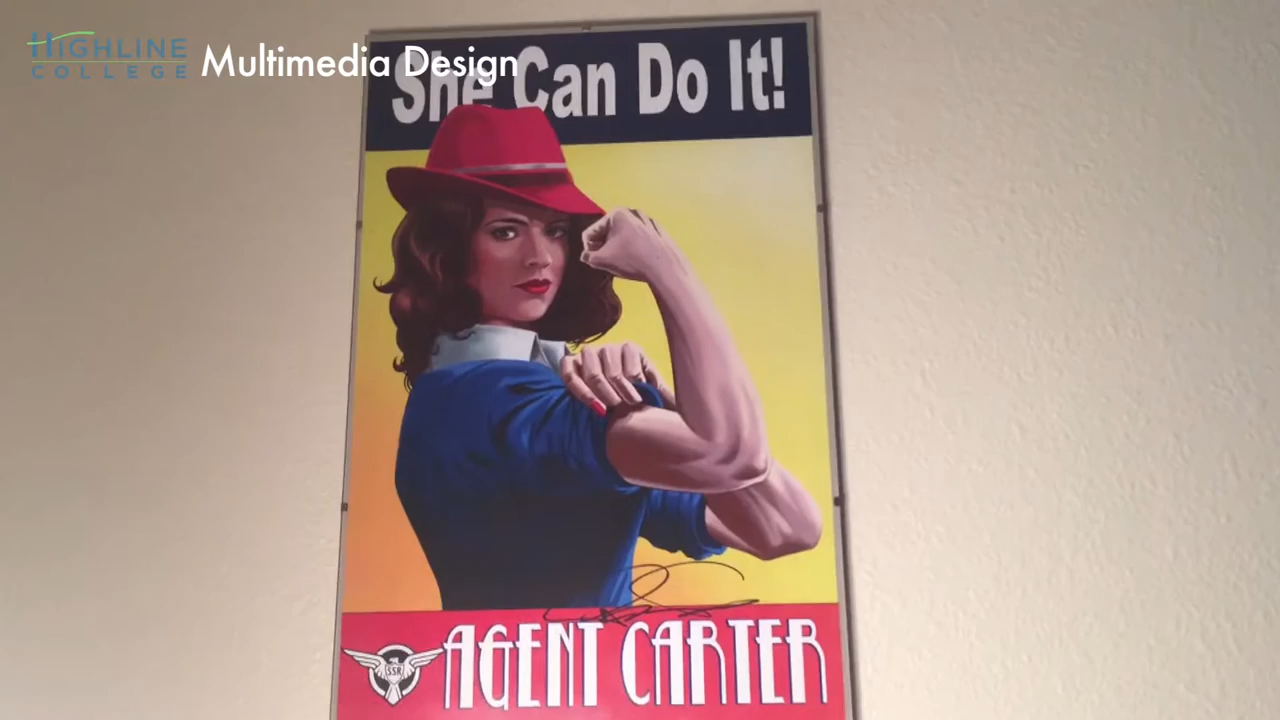 HIGHLINE
COLLEGE
Multimedia Design
She Can Do It!
SSR
AGENT CARTER